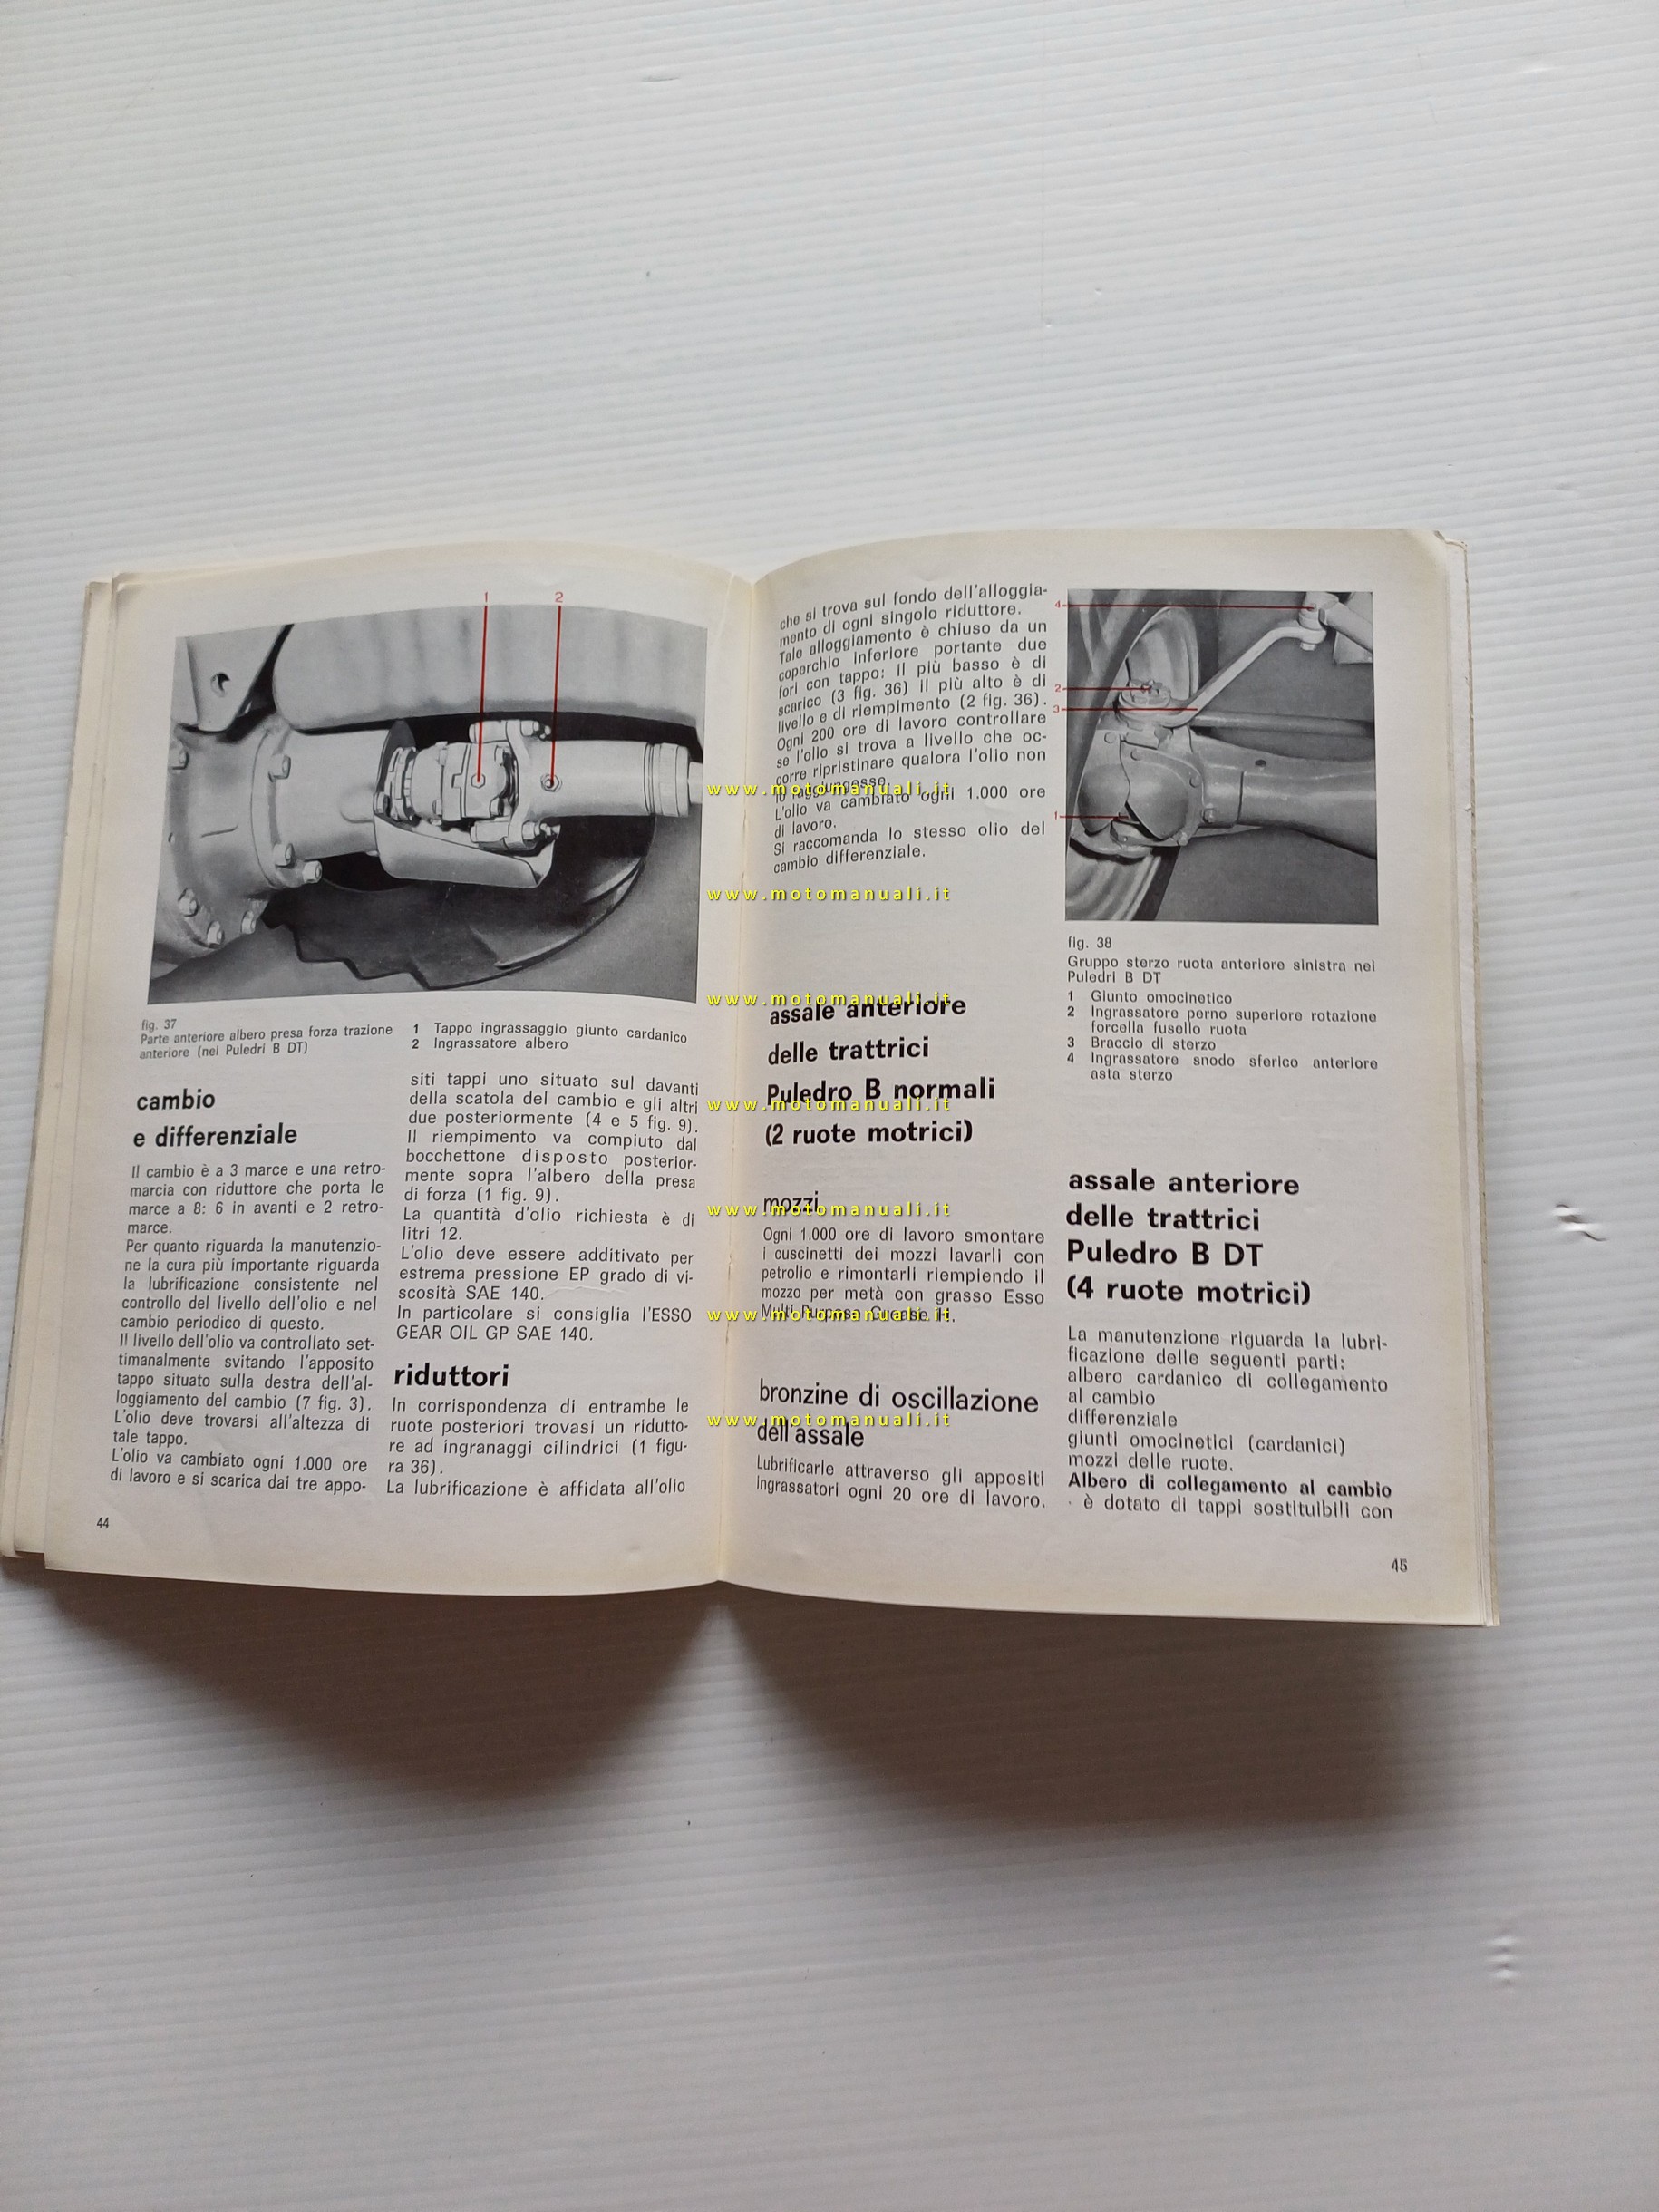 1 2
fig. 37
Parte anteriore albero presa forza trazione
anteriore (nei Puledri B DT)
1 Tappo ingrassaggio giunto cardanico
2 Ingrassatore albero
cambio
e differenziale
Il cambio è a 3 marce e una retro-
marcia con riduttore che porta le
marce a 8: 6 in avanti e 2 retro-
marce.
Per quanto riguarda la manutenzio-
ne la cura più importante riguarda
la lubrificazione consistente nel
controllo del livello dell'olio e nel
cambio periodico di questo.
Il livello dell'olio va controllato set-
timanalmente svitando l'apposito
tappo situato sulla destra dell'al-
loggiamento del cambio (7 fig. 3).
L'olio deve trovarsi all'altezza di
tale tappo.
L'olio va cambiato ogni 1.000 ore
di lavoro e si scarica dai tre appo-
siti tappi uno situato sul davanti
della scatola del cambio e gli altri
due posteriormente (4 e 5 fig. 9).
Il riempimento va compiuto dal
bocchettone disposto posterior-
mente sopra l'albero della presa
di forza (1 fig. 9).
La quantità d'olio richiesta è di
litri 12.
L'olio deve essere additivato per
estrema pressione EP grado di vi-
scosità SAE 140.
In particolare si consiglia l'ESSO
GEAR OIL GP SAE 140.
riduttori
In corrispondenza di entrambe le
ruote posteriori trovasi un ridutto-
re ad ingranaggi cilindrici (1 figu-
ra 36).
La lubrificazione è affidata all'olio
44
che si trova sul fondo dell'alloggia-
mento di ogni singolo riduttore.
Tale alloggiamento è chiuso da un
coperchio inferiore portante due
fori con tappo: il più basso è di
scarico (3 fig. 36) il più alto è di
livello e di riempimento (2 fig. 36).
Ogni 200 ore di lavoro controllare
se l'olio si trova a livello che oc-
corre ripristinare qualora l'olio non
lo raggiungesse.
www.motomanuali.it
L'olio va cambiato ogni 1.000 ore
di lavoro.
Si raccomanda lo stesso olio del
cambio differenziale.
www.motomanuali.it
www.motomanuali.it
assale anteriore
delle trattrici
Puledro B normali
www.motomanuali.it
(2 ruote motrici)
mozzi
www.motomanuali.it
Ogni 1.000 ore di lavoro smontare
i cuscinetti dei mozzi lavarli con
petrolio e rimontarli riempiendo il
mozzo per metà con grasso Esso
Multi Purpose Grease H.
www.motomanuali.it
bronzine di oscillazione
www.motomanuali.it
dell'assale
Lubrificarle attraverso gli appositi
ingrassatori ogni 20 ore di lavoro.
4
2
3
1
fig. 38
Gruppo sterzo ruota anteriore sinistra nei
Puledri B DT
1 Giunto omocinetico
2 Ingrassatore perno superiore rotazione
forcella fusello ruota
3 Braccio di sterzo
4 Ingrassatore snodo sferico anteriore
asta sterzo
assale anteriore
delle trattrici
Puledro B DT
(4 ruote motrici)
La manutenzione riguarda la lubri-
ficazione delle seguenti parti:
albero cardanico di collegamento
al cambio
differenziale
giunti omocinetici (cardanici)
mozzi delle ruote.
Albero di collegamento al cambio
· è dotato di tappi sostituibili con
45